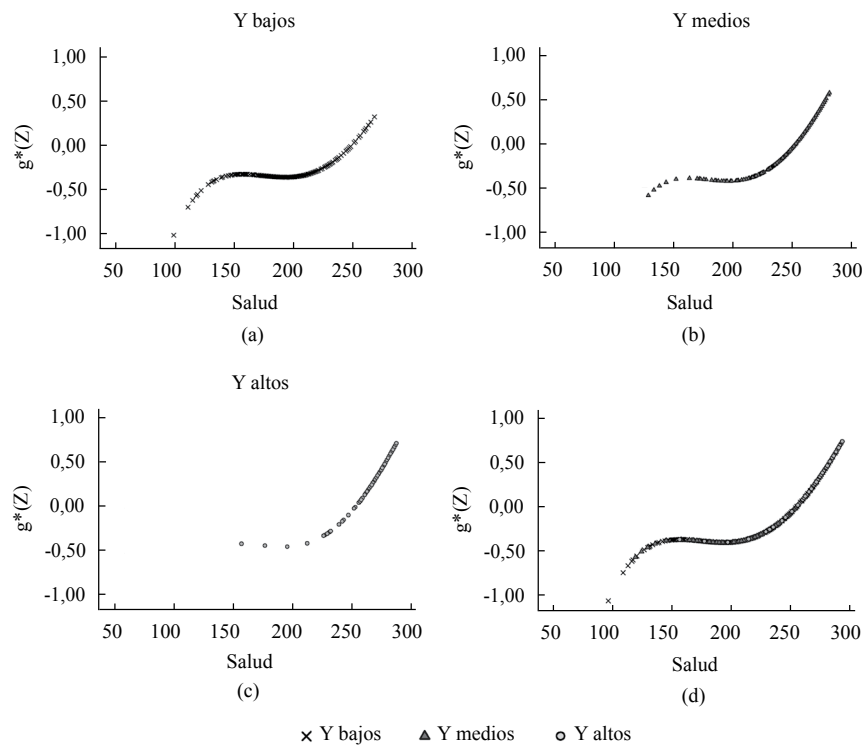 Y bajos
1,00
0,50
0,00
-0,50
-1,00
g*(Z)
50 100 150 200 250 300
Salud
(a)
Y medios
1,00
0,50
0,00
-0,50
-1,00
g*(Z)
50 100 150 200 250 300
Salud
(b)
Y altos
1,00
0,50
0,00
-0,50
-1,00
g*(Z)
50 100 150 200 250 300
Salud
(c)
1,00
0,50
0,00
-0,50
-1,00
g*(Z)
50 100 150 200 250 300
Salud
(d)
Y bajos Y medios Y altos